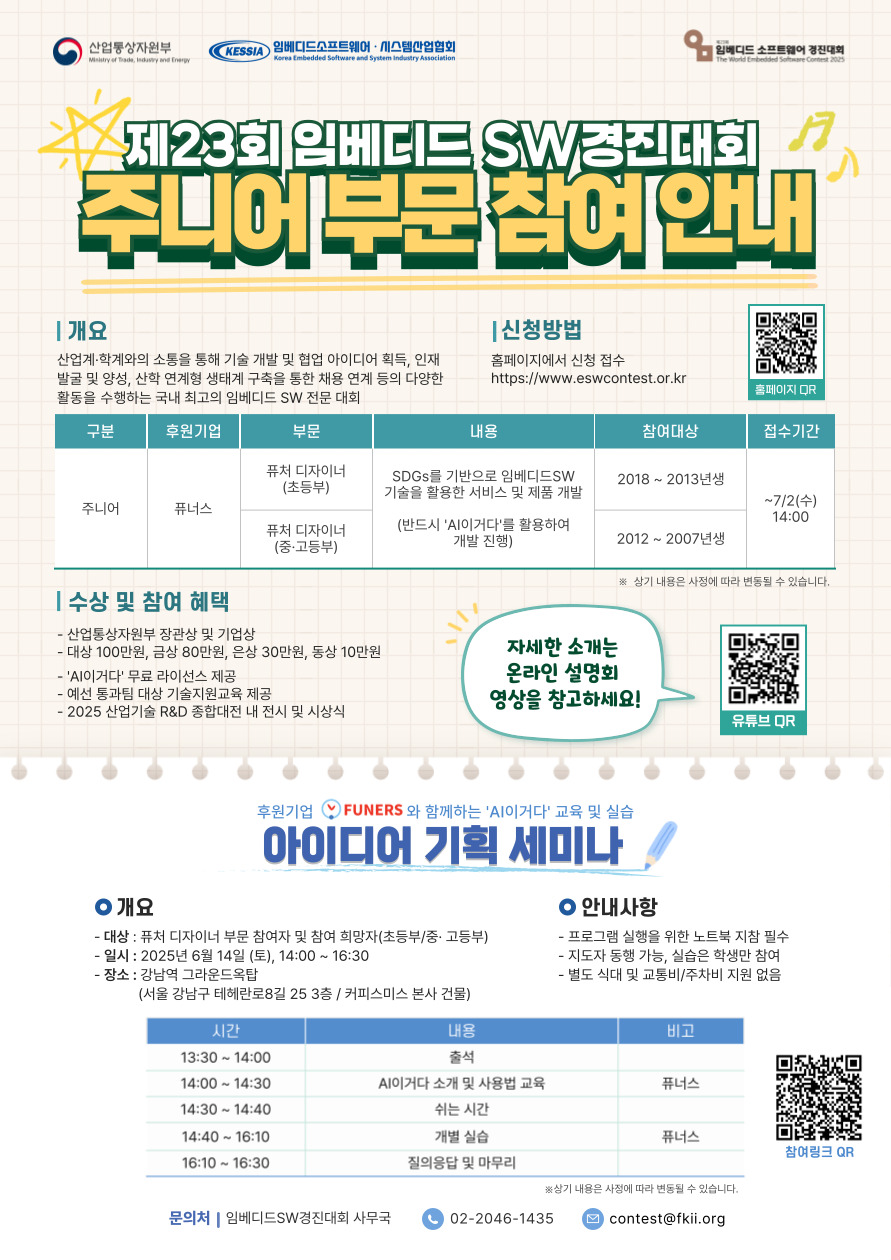 산업통상자원부
Ministry of Trade, Industry and Energy
KESSIA 임베디드소프트웨어 · 시스템산업협회
Korea Embedded Software and System Industry Association
제23회
임베디드 소프트웨어 경진대회
The World Embedded Software Contest 2025
제23회 임베디드 SW경진대회
주니어 부문 참여 안내
개요
산업계·학계와의 소통을 통해 기술 개발 및 협업 아이디어 획득, 인재
발굴 및 양성, 산학 연계형 생태계 구축을 통한 채용 연계 등의 다양한
활동을 수행하는 국내 최고의 임베디드 SW 전문 대회
신청방법
홈페이지에서 신청 접수
https://www.eswcontest.or.kr
홈페이지 QR
구분 후원기업 부문 내용 참여대상 접수기간
주니어
퓨너스
퓨처 디자이너
(초등부)
퓨처 디자이너
(중·고등부)
SDGs를 기반으로 임베디드SW
기술을 활용한 서비스 및 제품 개발
(반드시 'AI이거다'를 활용하여
개발 진행)
2018 ~ 2013년생
2012 ~ 2007년생
~7/2(수)
14:00
※ 상기 내용은 사정에 따라 변동될 수 있습니다.
수상 및 참여 혜택
- 산업통상자원부 장관상 및 기업상
- 대상 100만원, 금상 80만원, 은상 30만원, 동상 10만원
- 'AI이거다' 무료 라이선스 제공
- 예선 통과팀 대상 기술지원교육 제공
- 2025 산업기술 R&D 종합대전 내 전시 및 시상식
자세한 소개는
온라인 설명회
영상을 참고하세요!
유튜브 QR
후원기업 FUNERS 와 함께하는 'AI이거다' 교육 및 실습
아이디어 기획 세미나
개요
- 대상 : 퓨처 디자이너 부문 참여자 및 참여 희망자(초등부/중· 고등부)
- 일시 : 2025년 6월 14일 (토), 14:00 ~ 16:30
- 장소 : 강남역 그라운드옥탑
(서울 강남구 테헤란로8길 25 3층 / 커피스미스 본사 건물)
안내사항
- 프로그램 실행을 위한 노트북 지참 필수
- 지도자 동행 가능, 실습은 학생만 참여
- 별도 식대 및 교통비/주차비 지원 없음
시간 내용 비고
13:30 ~ 14:00 출석
14:00 ~ 14:30 AI이거다 소개 및 사용법 교육 퓨너스
14:30 ~ 14:40 쉬는 시간
14:40 ~ 16:10 개별 실습 퓨너스
16:10 ~ 16:30 질의응답 및 마무리
참여링크 QR
※상기 내용은 사정에 따라 변동될 수 있습니다.
문의처 | 임베디드SW경진대회 사무국 02-2046-1435 contest@fkii.org